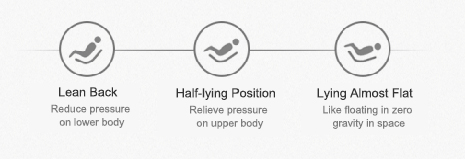 Lean Back
Reduce pressure
on lower body
Half-lying Position
Relieve pressure
on upper body
Lying Almost Flat
Like floating in zero
gravity in space